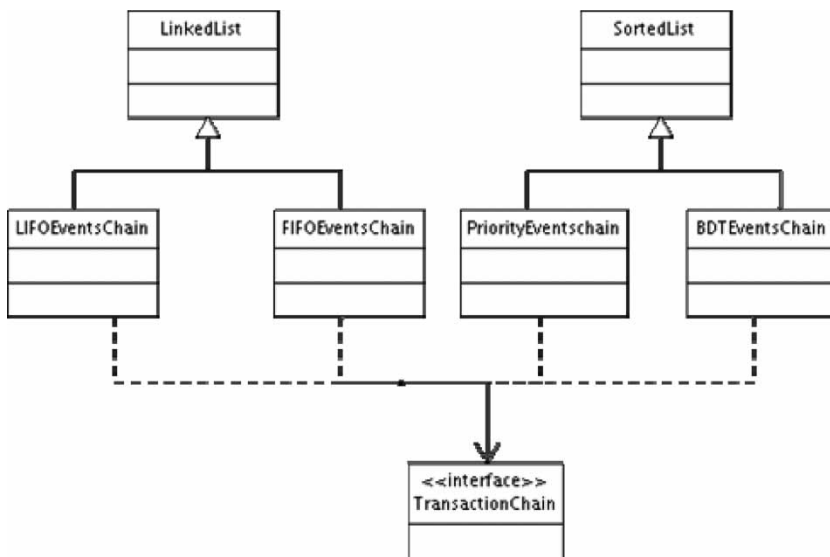 LinkedList
SortedList
LIFOEventsChain
FIFOEventsChain
PriorityEventschain
BDTEventsChain
<<interface>>
TransactionChain